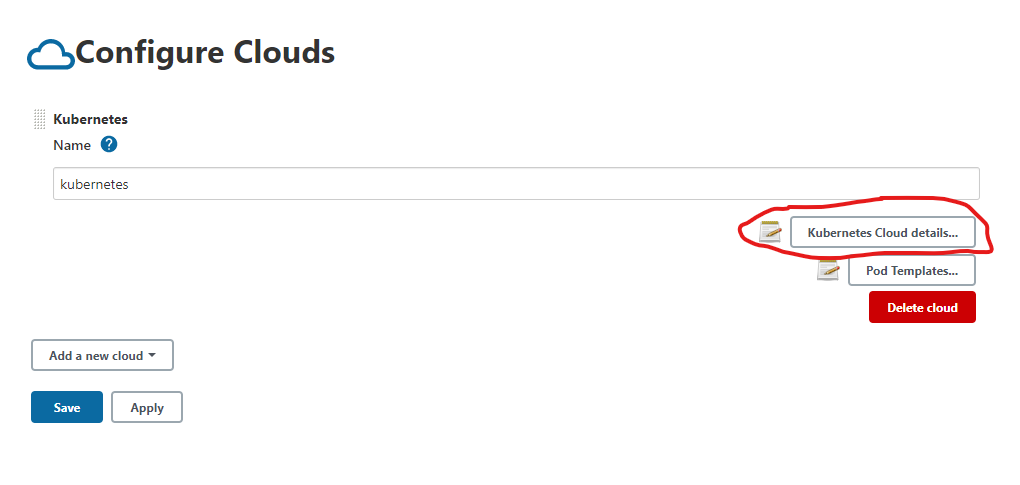 Configure Clouds
Kubernetes
Name ?
kubernetes
Kubernetes Cloud details...
Pod Templates...
Delete cloud
Add a new cloud
Save Apply